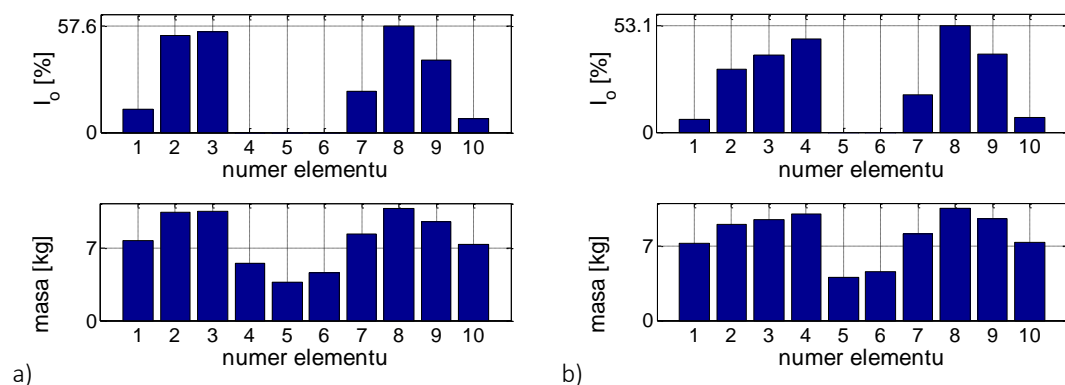 57.6
I_o [%]
0
1 2 3 4 5 6 7 8 9 10
numer elementu
7
masa [kg]
0
1 2 3 4 5 6 7 8 9 10
numer elementu
a)
53.1
I_o [%]
0
1 2 3 4 5 6 7 8 9 10
numer elementu
7
masa [kg]
0
1 2 3 4 5 6 7 8 9 10
numer elementu
b)